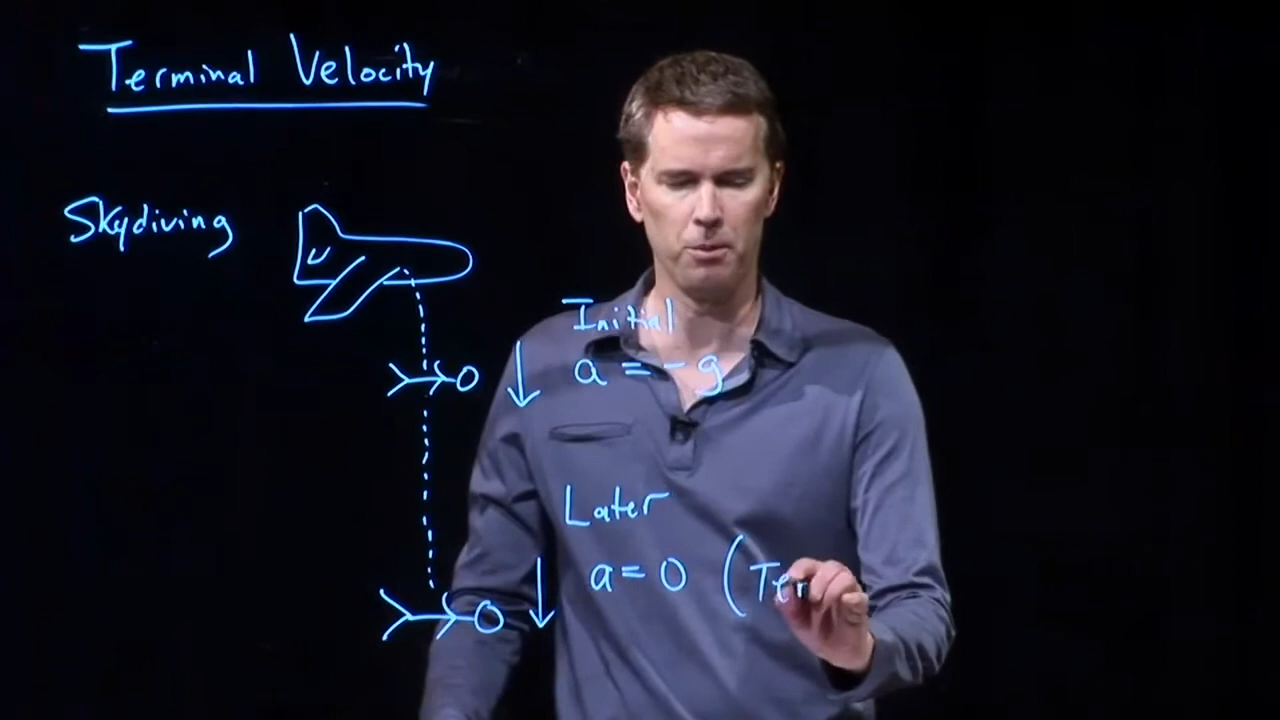 Terminal Velocity
Skydiving
Initial
a = -g
Later
a = 0 (Ter